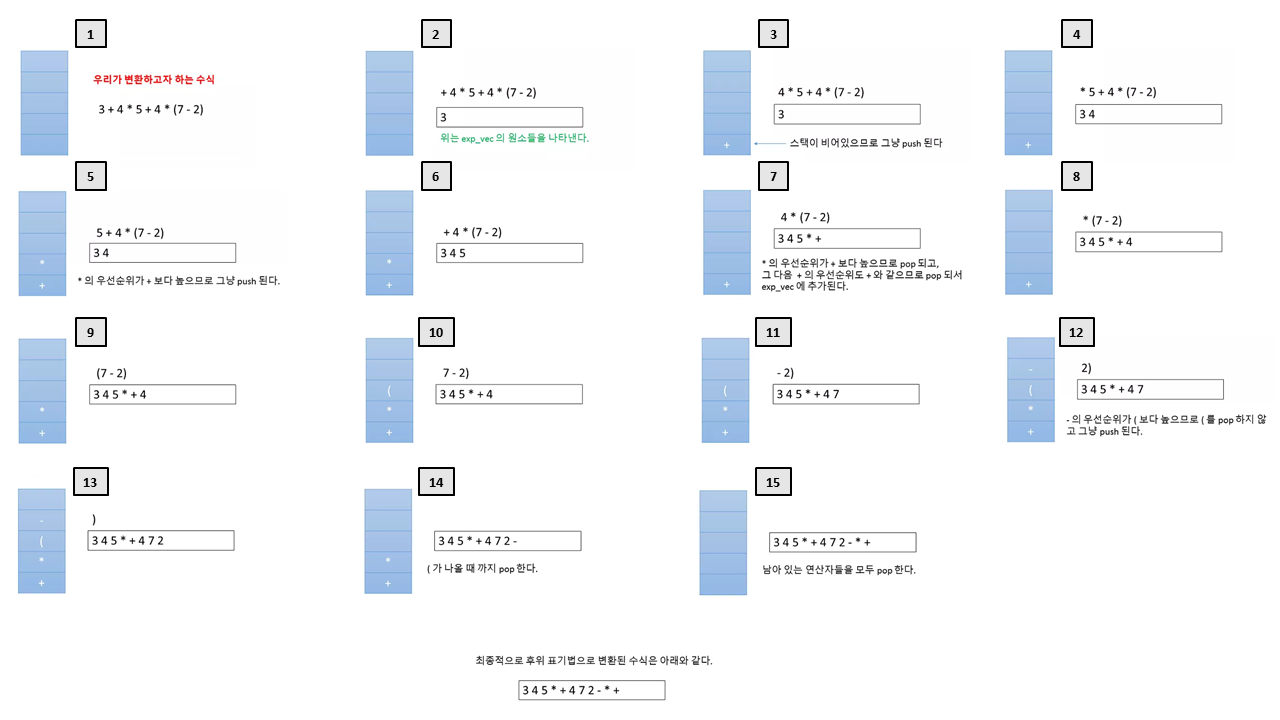 1
우리가 변환하고자 하는 수식
3 + 4 * 5 + 4 * (7 - 2)
2
+ 4 * 5 + 4 * (7 - 2)
3
위는 exp_vec 의 원소들을 나타낸다.
3
4 * 5 + 4 * (7 - 2)
3
+
스택이 비어있으므로 그냥 push 된다
4
* 5 + 4 * (7 - 2)
3 4
+
5
5 + 4 * (7 - 2)
3 4
*
+
* 의 우선순위가 + 보다 높으므로 그냥 push 된다.
6
+ 4 * (7 - 2)
3 4 5
*
+
7
4 * (7 - 2)
3 4 5 * +
+
* 의 우선순위가 + 보다 높으므로 pop 되고,
그 다음 + 의 우선순위도 + 와 같으므로 pop 되서
exp_vec 에 추가된다.
8
* (7 - 2)
3 4 5 * + 4
+
9
(7 - 2)
3 4 5 * + 4
*
+
10
7 - 2)
3 4 5 * + 4
(
*
+
11
- 2)
3 4 5 * + 4 7
(
*
+
12
2)
3 4 5 * + 4 7
-
(
*
+
- 의 우선순위가 ( 보다 높으므로 ( 를 pop 하지 않
고 그냥 push 된다.
13
)
3 4 5 * + 4 7 2
-
(
*
+
14
3 4 5 * + 4 7 2 -
*
+
( 가 나올 때 까지 pop 한다.
15
3 4 5 * + 4 7 2 - * +
남아 있는 연산자들을 모두 pop 한다.
최종적으로 후위 표기법으로 변환된 수식은 아래와 같다.
3 4 5 * + 4 7 2 - * +